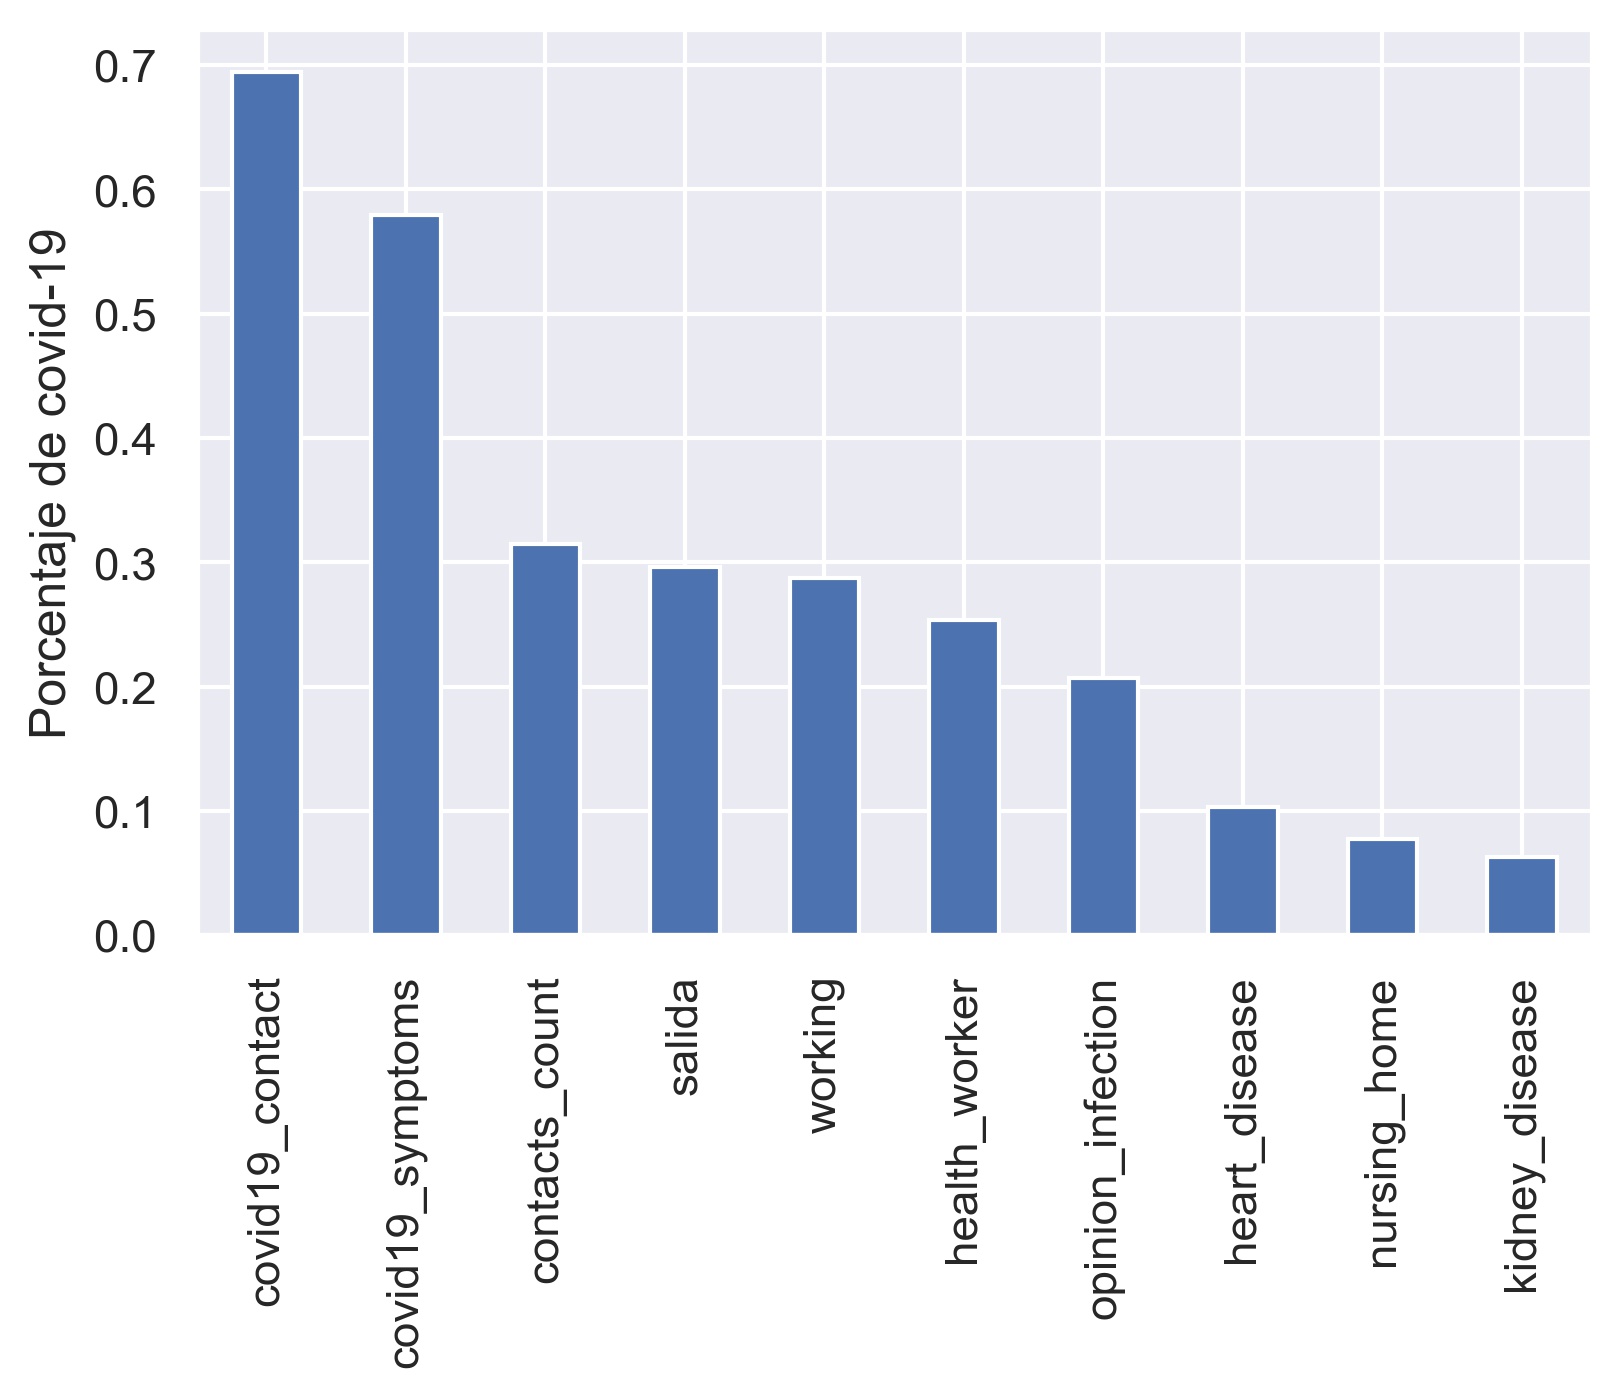 Porcentaje de covid-19
0.7
0.6
0.5
0.4
0.3
0.2
0.1
0.0
covid19_contact
covid19_symptoms
contacts_count
salida
working
health_worker
opinion_infection
heart_disease
nursing_home
kidney_disease